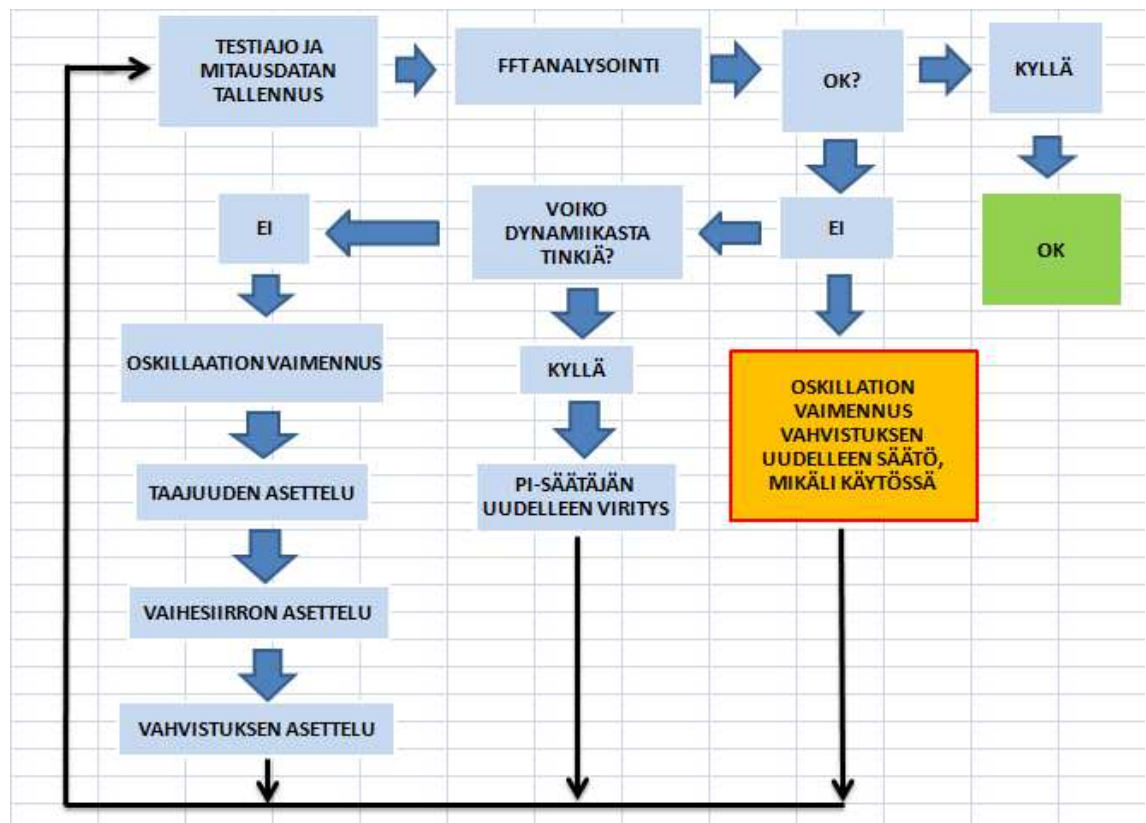 TESTIAJO JA
MITAUSDATAN
TALLENNUS
FFT ANALYSOINTI
OK?
KYLLÄ
EI
VOIKO
DYNAMIIKASTA
TINKIÄ?
EI
OK
OSKILLAATION VAIMENNUS
KYLLÄ
OSKILLATION
VAIMENNUS
VAHVISTUKSEN
UUDELLEEN SÄÄTÖ,
MIKÄLI KÄYTÖSSÄ
TAAJUUDEN ASETTELU
PI-SÄÄTÄJÄN
UUDELLEEN VIRITYS
VAIHESIIRRON ASETTELU
VAHVISTUKSEN ASETTELU